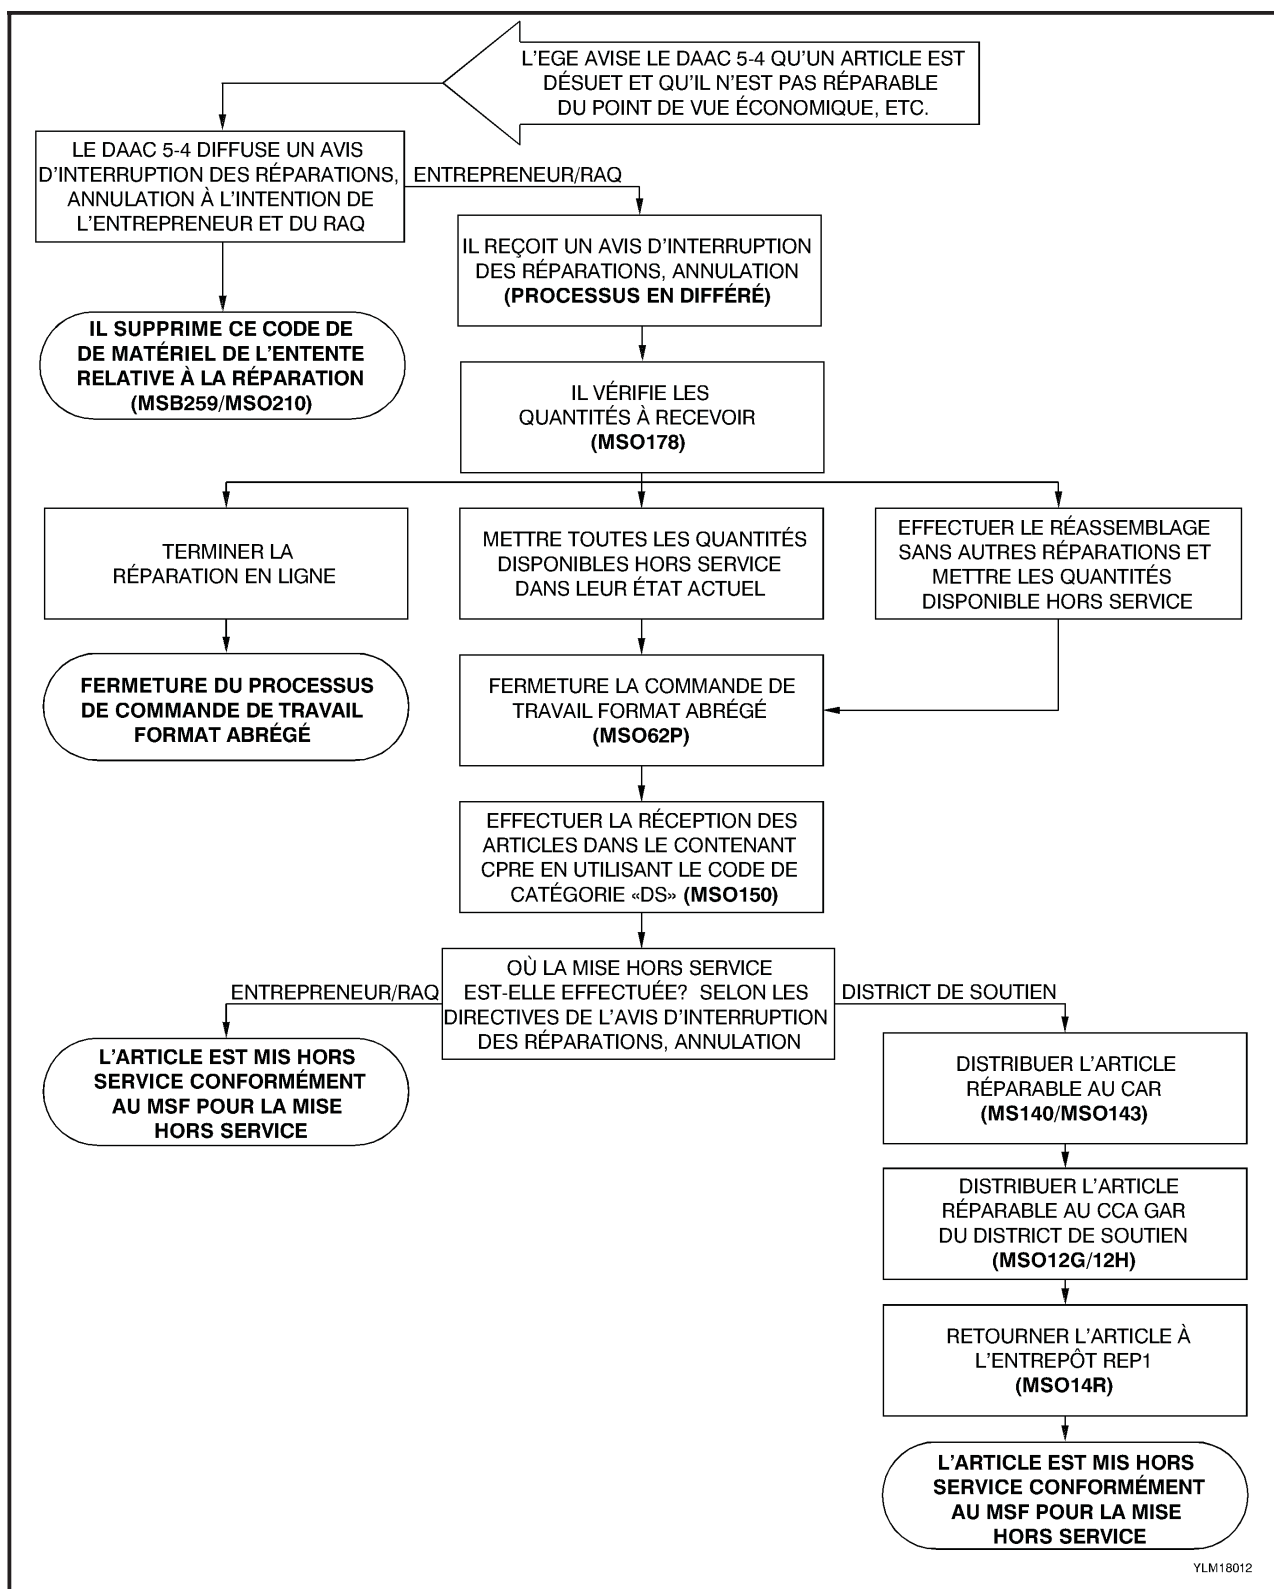 L'EGE AVISE LE DAAC 5-4 QU'UN ARTICLE EST
DÉSUET ET QU'IL N'EST PAS RÉPARABLE
DU POINT DE VUE ÉCONOMIQUE, ETC.
LE DAAC 5-4 DIFFUSE UN AVIS
D'INTERRUPTION DES RÉPARATIONS,
ANNULATION À L'INTENTION DE
L'ENTREPRENEUR ET DU RAQ
ENTREPRENEUR/RAQ
IL REÇOIT UN AVIS D'INTERRUPTION
DES RÉPARATIONS, ANNULATION
(PROCESSUS EN DIFFÉRÉ)
IL SUPPRIME CE CODE DE
DE MATÉRIEL DE L'ENTENTE
RELATIVE À LA RÉPARATION
(MSB259/MSO210)
IL VÉRIFIE LES
QUANTITÉS À RECEVOIR
(MSO178)
TERMINER LA
RÉPARATION EN LIGNE
METTRE TOUTES LES QUANTITÉS
DISPONIBLES HORS SERVICE
DANS LEUR ÉTAT ACTUEL
EFFECTUER LE RÉASSEMBLAGE
SANS AUTRES RÉPARATIONS ET
METTRE LES QUANTITÉS
DISPONIBLE HORS SERVICE
FERMETURE DU PROCESSUS
DE COMMANDE DE TRAVAIL
FORMAT ABRÉGÉ
FERMETURE LA COMMANDE DE
TRAVAIL FORMAT ABRÉGÉ
(MSO62P)
EFFECTUER LA RÉCEPTION DES
ARTICLES DANS LE CONTENANT
CPRE EN UTILISANT LE CODE DE
CATÉGORIE «DS» (MSO150)
OÙ LA MISE HORS SERVICE
EST-ELLE EFFECTUÉE? SELON LES
DIRECTIVES DE L'AVIS D'INTERRUPTION
DES RÉPARATIONS, ANNULATION
ENTREPRENEUR/RAQ
DISTRICT DE SOUTIEN
L'ARTICLE EST MIS HORS
SERVICE CONFORMÉMENT
AU MSF POUR LA MISE
HORS SERVICE
DISTRIBUER L'ARTICLE
RÉPARABLE AU CAR
(MS140/MSO143)
DISTRIBUER L'ARTICLE
RÉPARABLE AU CCA GAR
DU DISTRICT DE SOUTIEN
(MSO12G/12H)
RETOURNER L'ARTICLE À
L'ENTREPÔT REP1
(MSO14R)
L'ARTICLE EST MIS HORS
SERVICE CONFORMÉMENT
AU MSF POUR LA MISE
HORS SERVICE
YLM18012